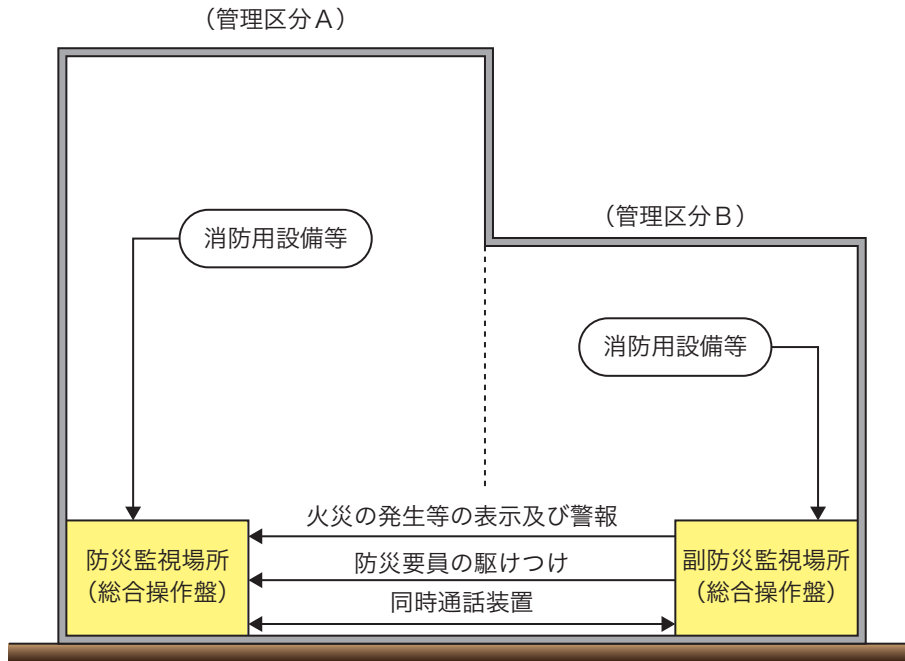 （管理区分Ａ）
（管理区分Ｂ）
消防用設備等
消防用設備等
火災の発生等の表示及び警報
防災要員の駆けつけ
同時通話装置
防災監視場所
（総合操作盤）
副防災監視場所
（総合操作盤）